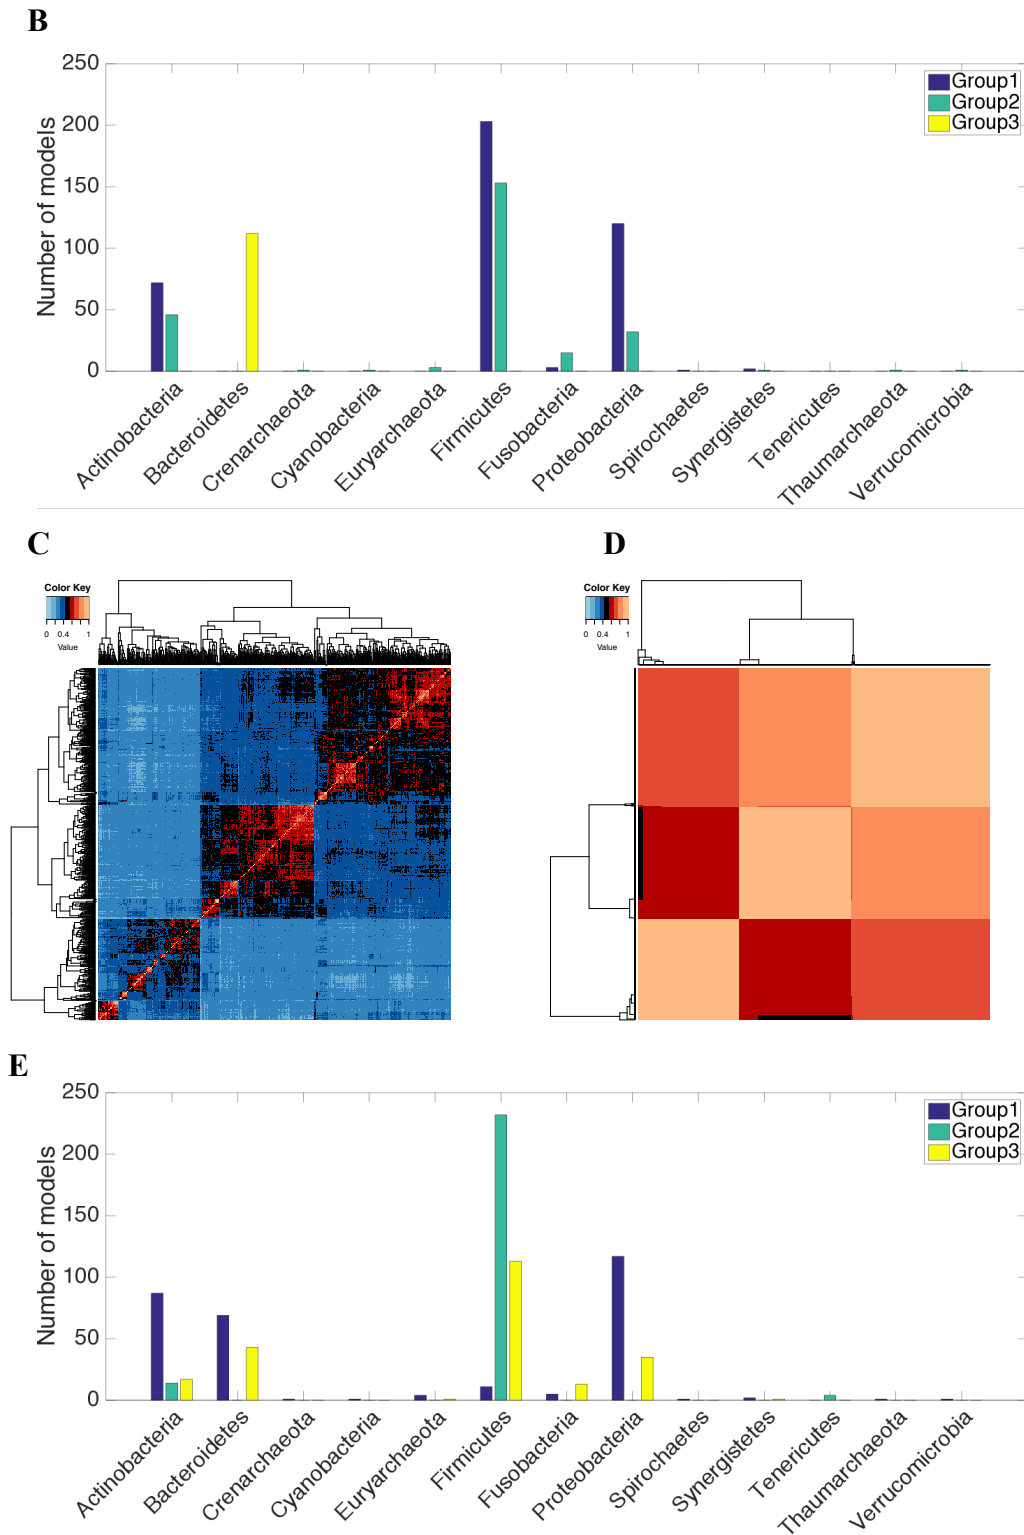 B
250
200
150
100
50
0
Number of models
Group1
Group2
Group3
Actinobacteria
Bacteroidetes
Crenarchaeota
Cyanobacteria
Euryarchaeota
Firmicutes
Fusobacteria
Proteobacteria
Spirochaetes
Synergistetes
Tenericutes
Thaumarchaeota
Verrucomicrobia
C
Color Key
0 0.4 1
Value
D
Color Key
0 0.4 1
Value
E
250
200
150
100
50
0
Number of models
Group1
Group2
Group3
Actinobacteria
Bacteroidetes
Crenarchaeota
Cyanobacteria
Euryarchaeota
Firmicutes
Fusobacteria
Proteobacteria
Spirochaetes
Synergistetes
Tenericutes
Thaumarchaeota
Verrucomicrobia